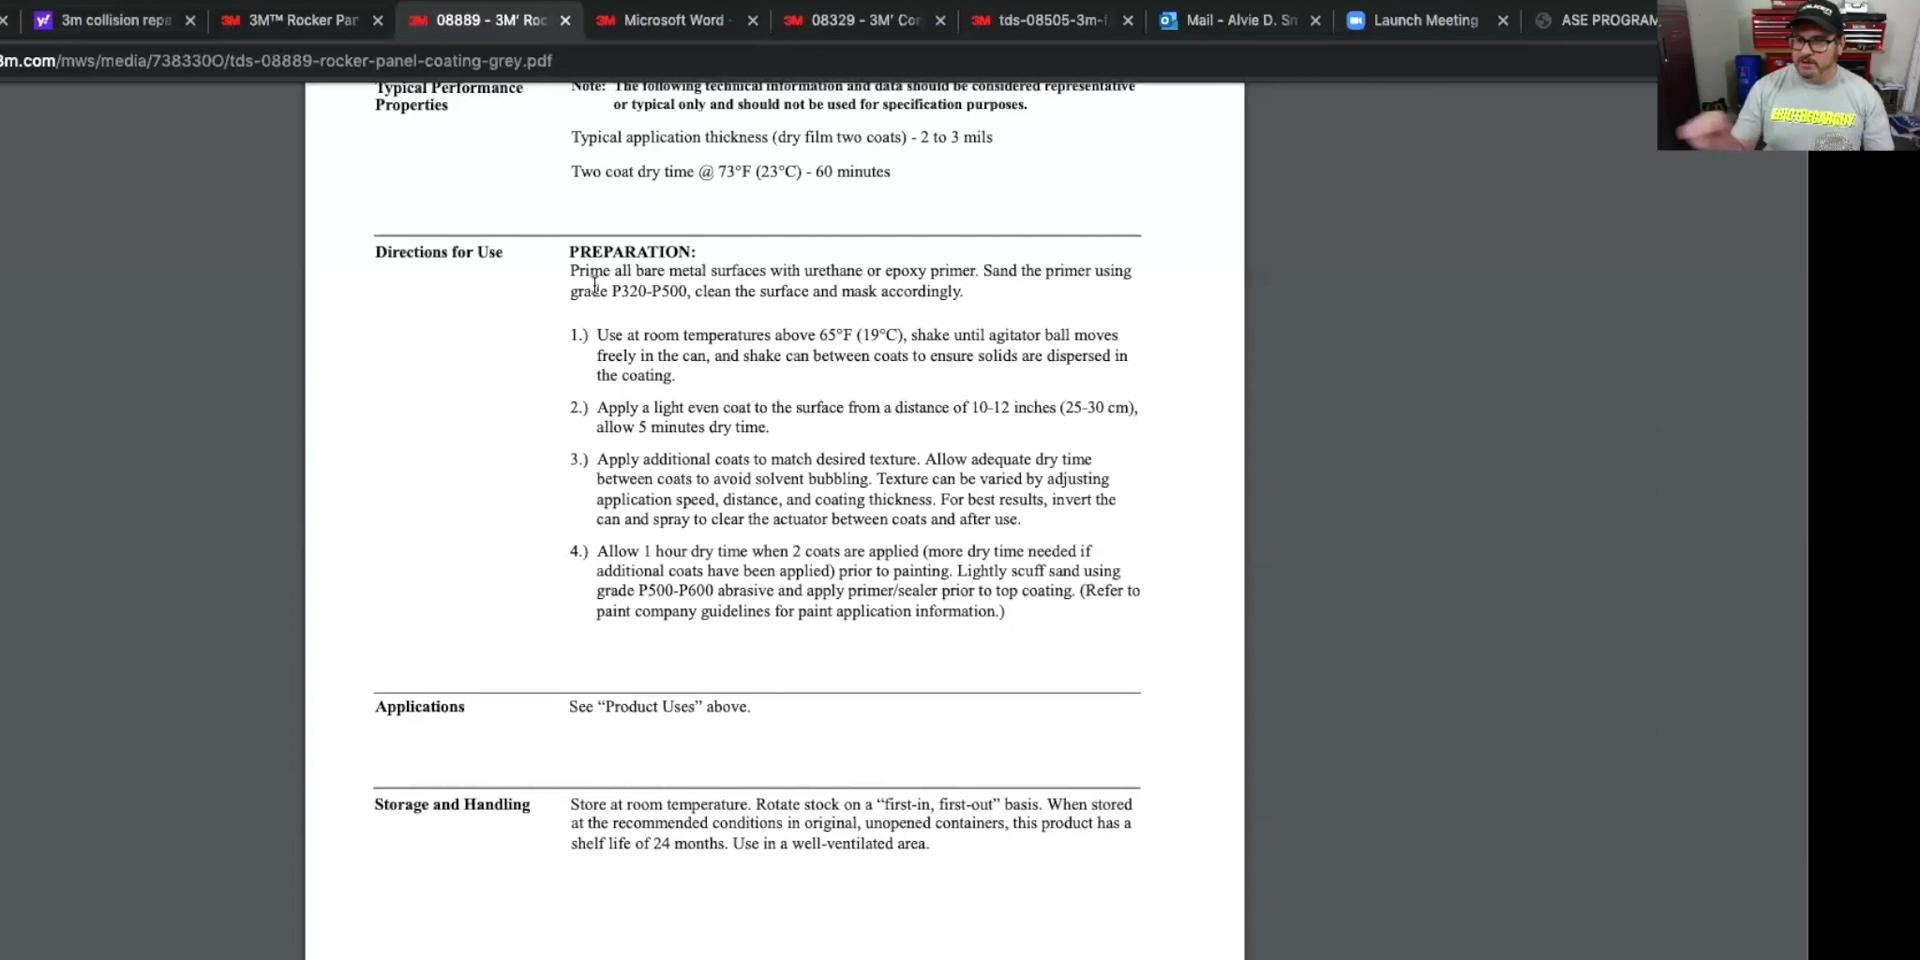 3m collision repa
3M™ Rocker Par
08889 - 3M′ Roc
Microsoft Word -
08329 - 3M′ Cor
tds-08505-3m-f
Mail - Alvie D. Sn
Launch Meeting
ASE PROGRAM
3m.com/mws/media/738330O/tds-08889-rocker-panel-coating-grey.pdf
Typical Performance
Properties
Note: The following technical information and data should be considered representative
or typical only and should not be used for specification purposes.
Typical application thickness (dry film two coats) - 2 to 3 mils
Two coat dry time @ 73°F (23°C) - 60 minutes
Directions for Use
PREPARATION:
Prime all bare metal surfaces with urethane or epoxy primer. Sand the primer using
grade P320-P500, clean the surface and mask accordingly.
1.) Use at room temperatures above 65°F (19°C), shake until agitator ball moves
freely in the can, and shake can between coats to ensure solids are dispersed in
the coating.
2.) Apply a light even coat to the surface from a distance of 10-12 inches (25-30 cm),
allow 5 minutes dry time.
3.) Apply additional coats to match desired texture. Allow adequate dry time
between coats to avoid solvent bubbling. Texture can be varied by adjusting
application speed, distance, and coating thickness. For best results, invert the
can and spray to clear the actuator between coats and after use.
4.) Allow 1 hour dry time when 2 coats are applied (more dry time needed if
additional coats have been applied) prior to painting. Lightly scuff sand using
grade P500-P600 abrasive and apply primer/sealer prior to top coating. (Refer to
paint company guidelines for paint application information.)
Applications
See “Product Uses” above.
Storage and Handling
Store at room temperature. Rotate stock on a “first-in, first-out” basis. When stored
at the recommended conditions in original, unopened containers, this product has a
shelf life of 24 months. Use in a well-ventilated area.